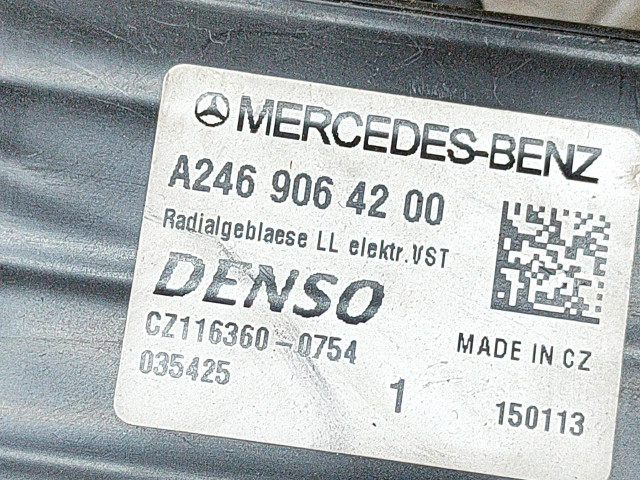 MERCEDES-BENZ
A246 906 42 00
Radialgeblaese LL elektr.VST
DENSO
CZ116360-0754
MADE IN CZ
035425
1
150113